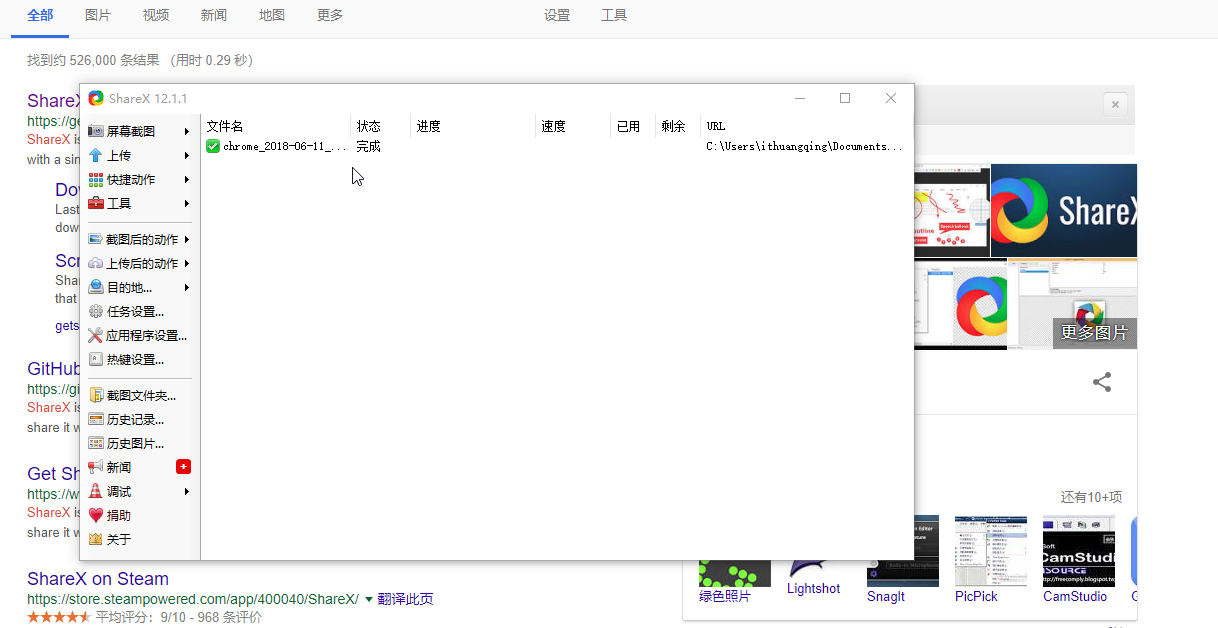 全部 图片 视频 新闻 地图 更多 设置 工具
找到约 526,000 条结果 (用时 0.29 秒)
ShareX 12.1.1
文件名 状态 进度 速度 已用 剩余 URL
chrome_2018-06-11_... 完成 C:\Users\ithuangqing\Documents...
屏幕截图
上传
快捷动作
工具
截图后的动作
上传后的动作
目的地...
任务设置...
应用程序设置...
热键设置...
截图文件夹...
历史记录...
历史图片...
新闻
调试
捐助
关于
ShareX
https://ge
ShareX is
with a sin
Dow
Last
dow
Scr
Shar
that
gets
GitHub
https://gi
ShareX is
share it w
Get Sh
https://w
ShareX is
share it w
ShareX on Steam
https://store.steampowered.com/app/400040/ShareX/ 翻译此页
平均评分: 9/10 - 968 条评价
ShareX
更多图片
还有10+项
CamStudi
绿色照片 Lightshot SnagIt PicPick CamStudio G